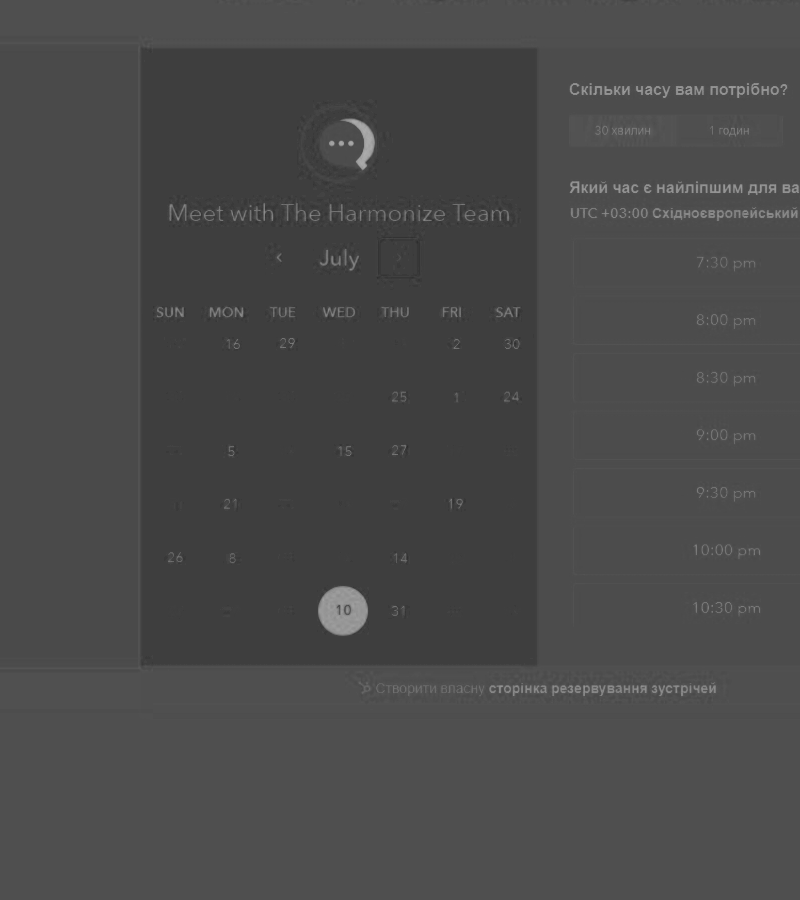 Meet with The Harmonize Team
July
SUN MON TUE WED THU FRI SAT
16 29 2 30
25 1 24
5 15 27
21 19
26 8 14
10 31
Скільки часу вам потрібно?
30 хвилин 1 годин
Який час є найліпшим для ва
UTC +03:00 Східноєвропейський
7:30 pm
8:00 pm
8:30 pm
9:00 pm
9:30 pm
10:00 pm
10:30 pm
Створити власну сторінка резервування зустрічей